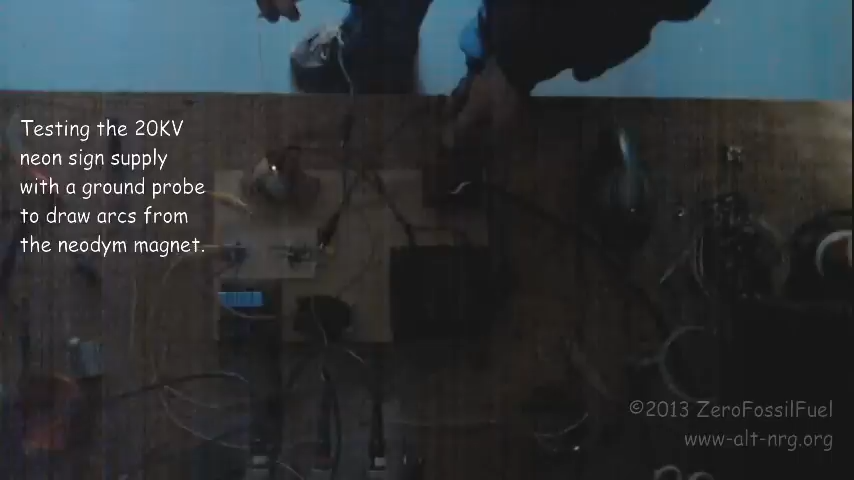 Testing the 20KV
neon sign supply
with a ground probe
to draw arcs from
the neodym magnet.
©2013 ZeroFossilFuel
www-alt-nrg.org